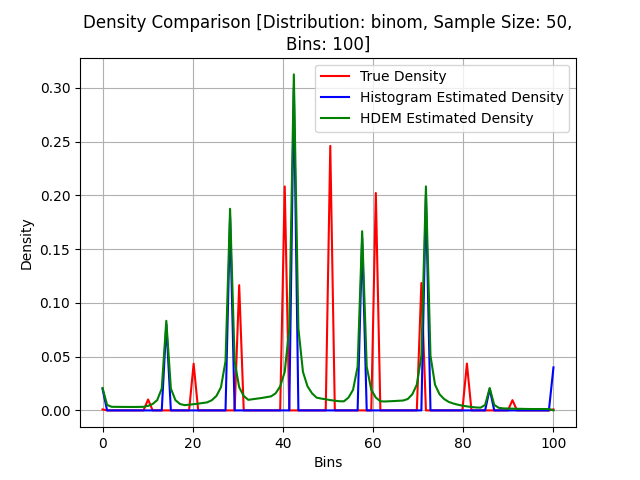 Density Comparison [Distribution: binom, Sample Size: 50,
Bins: 100]
True Density
Histogram Estimated Density
HDEM Estimated Density
Density
0.30
0.25
0.20
0.15
0.10
0.05
0.00
0 20 40 60 80 100
Bins